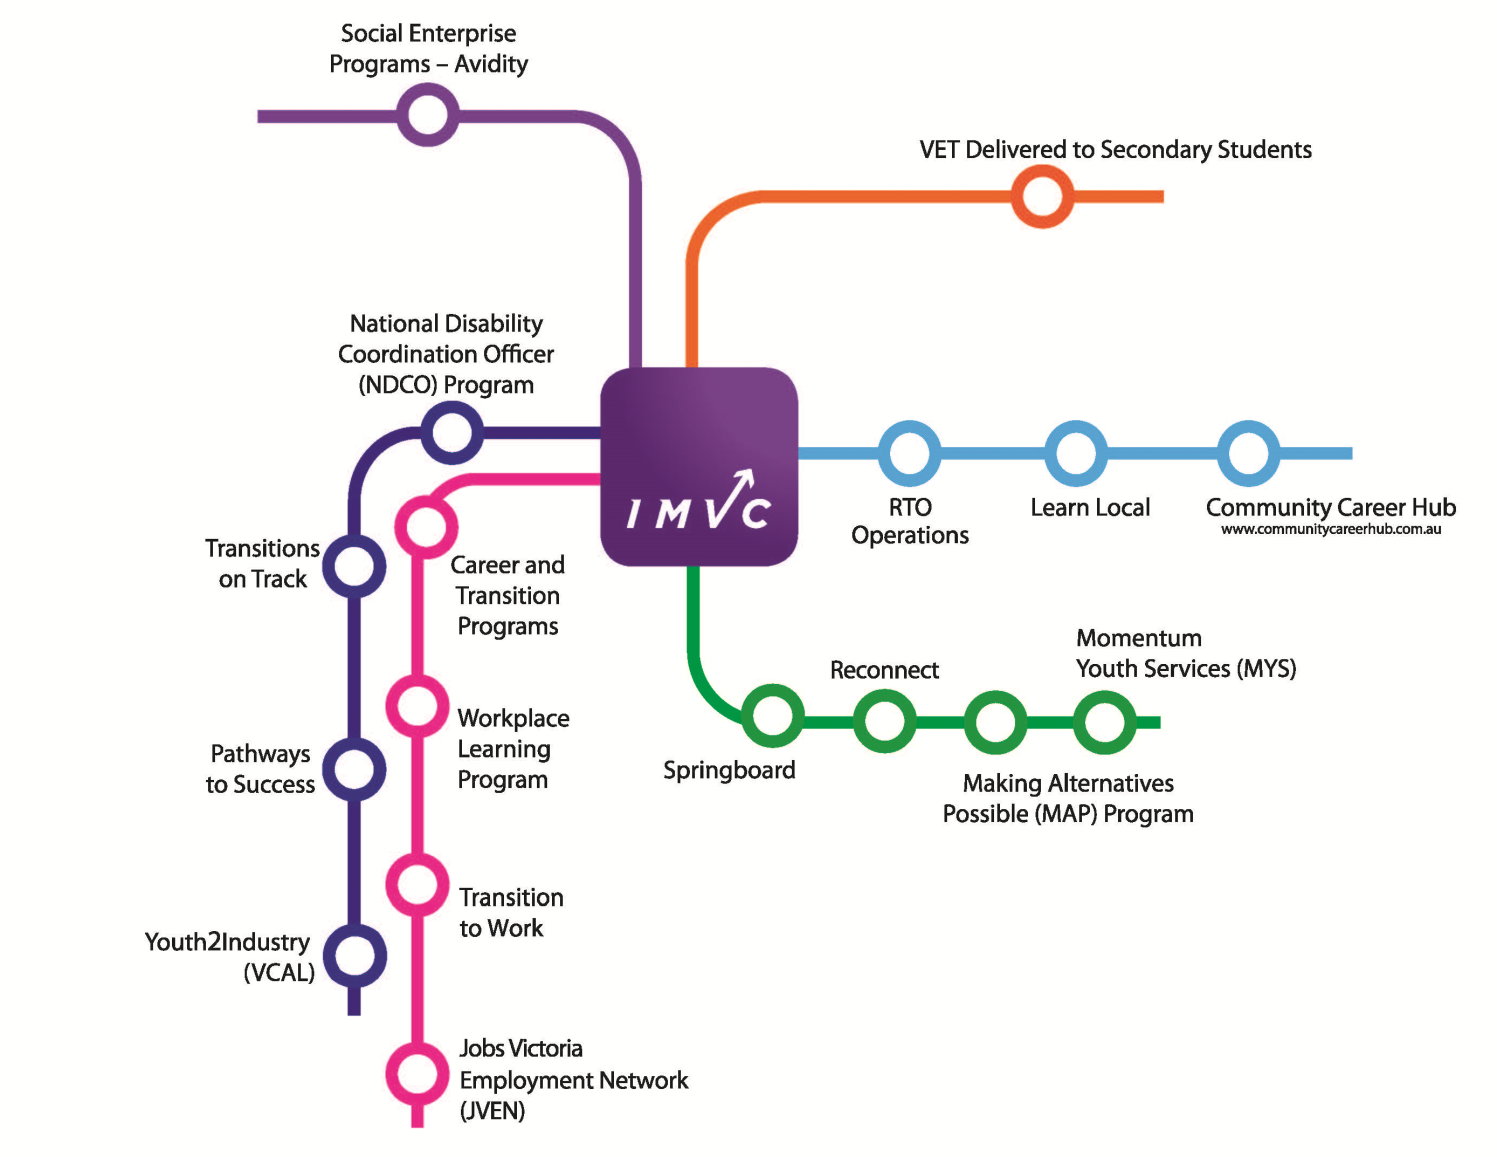 Social Enterprise
Programs – Avidity
VET Delivered to Secondary Students
National Disability
Coordination Officer
(NDCO) Program
IMVC
RTO
Operations
Learn Local
Community Career Hub
www.communitycareerhub.com.au
Transitions
on Track
Career and
Transition
Programs
Momentum
Youth Services (MYS)
Reconnect
Springboard
Making Alternatives
Possible (MAP) Program
Workplace
Learning
Program
Pathways
to Success
Transition
to Work
Youth2Industry
(VCAL)
Jobs Victoria
Employment Network
(JVEN)